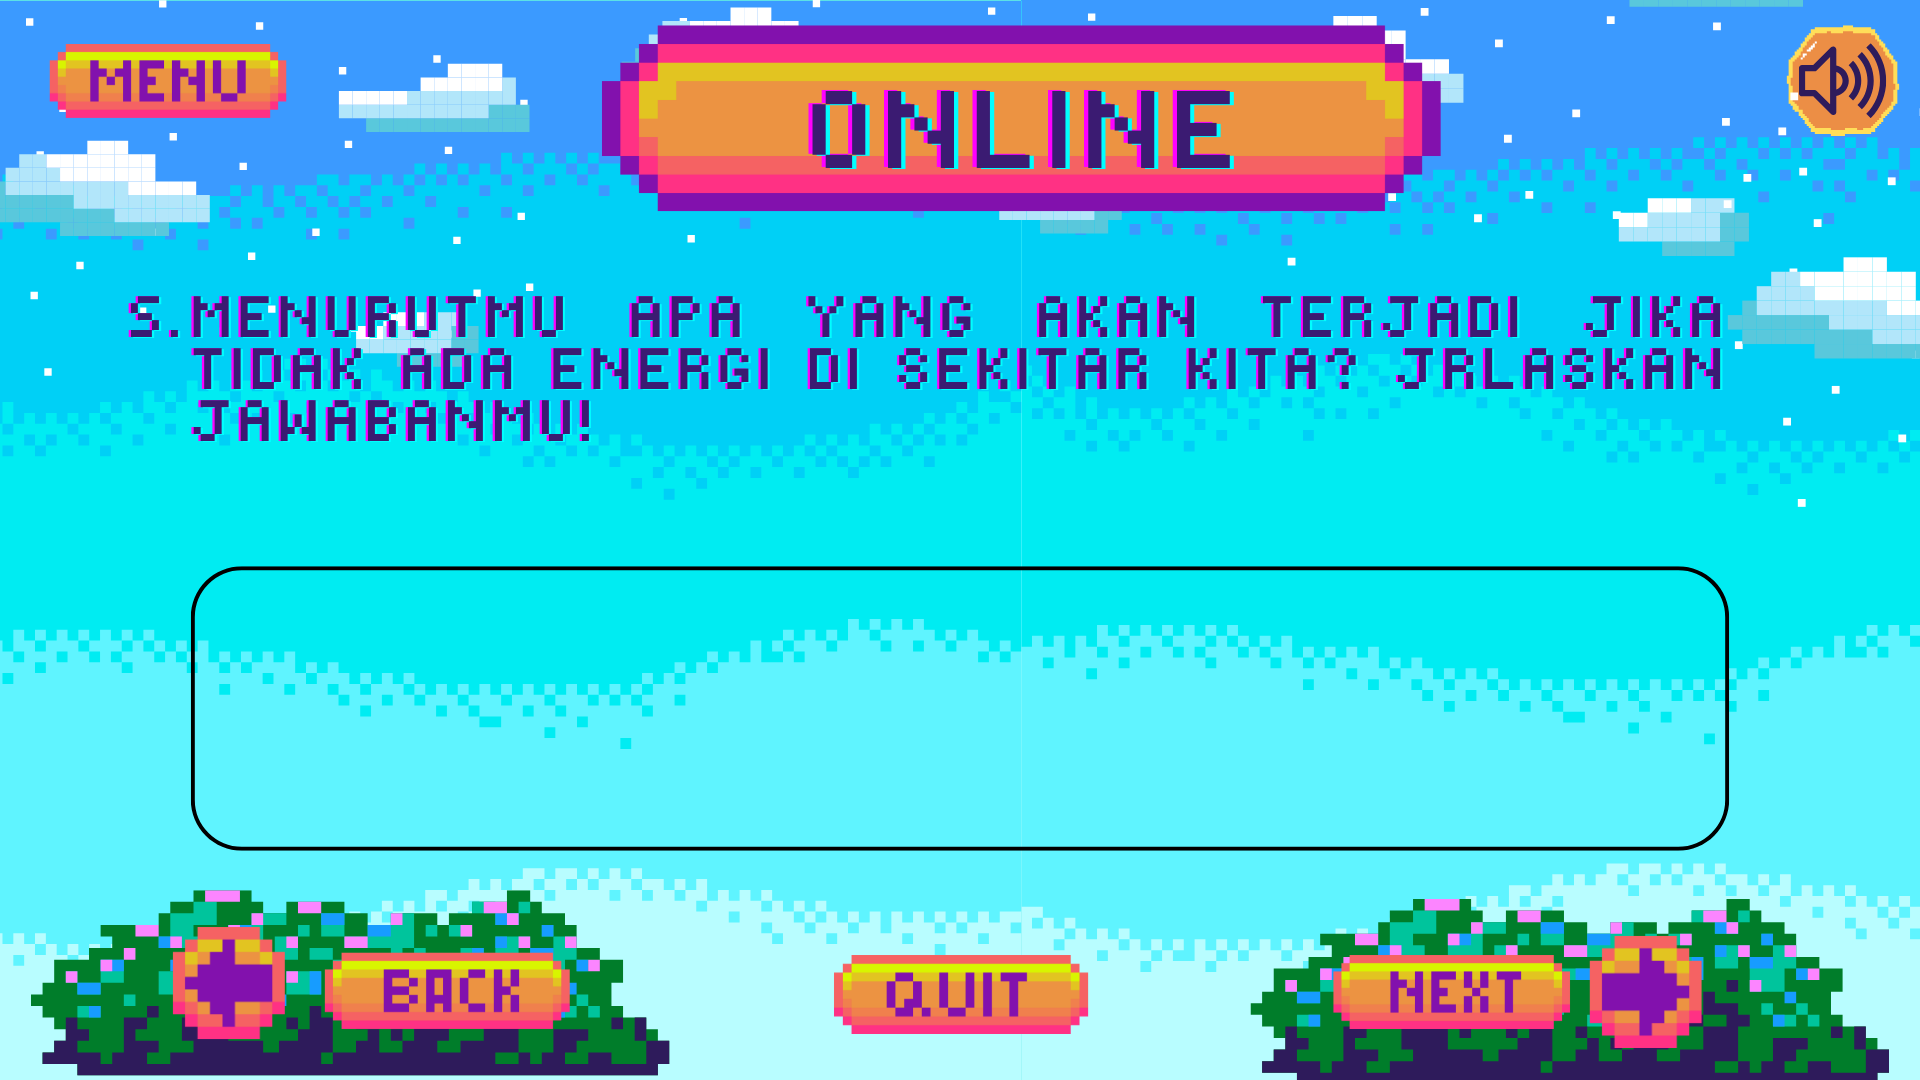 MENU
ONLINE
5.MENURUTMU APA YANG AKAN TERJADI JIKA
TIDAK ADA ENERGI DI SEKITAR KITA? JRLASKAN
JAWABANMU!
BACK
QUIT
NEXT